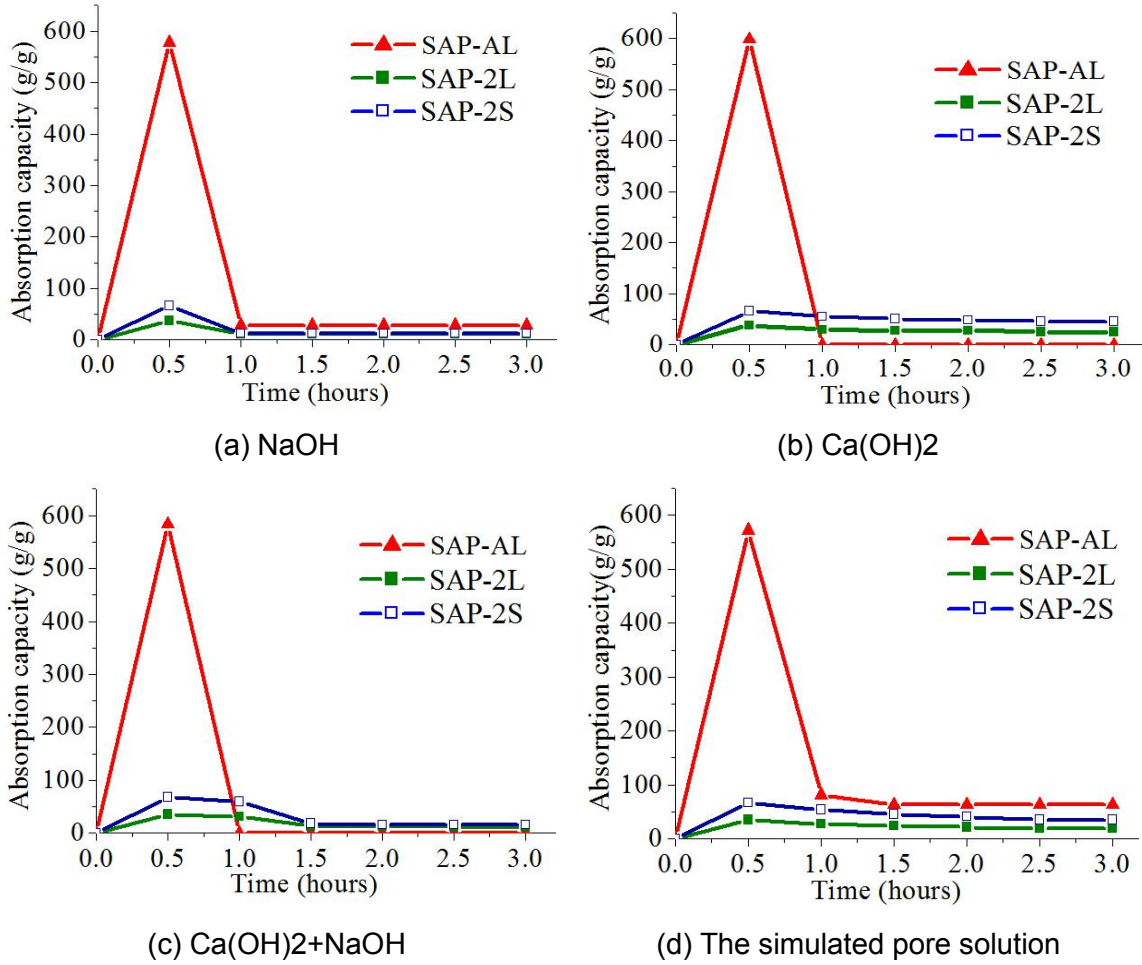 600
500
400
300
200
100
0
Absorption capacity (g/g)
SAP-AL
SAP-2L
SAP-2S
0.0 0.5 1.0 1.5 2.0 2.5 3.0
Time (hours)
(a) NaOH
600
500
400
300
200
100
0
Absorption capacity (g/g)
SAP-AL
SAP-2L
SAP-2S
0.0 0.5 1.0 1.5 2.0 2.5 3.0
Time (hours)
(b) Ca(OH)2
600
500
400
300
200
100
0
Absorption capacity (g/g)
SAP-AL
SAP-2L
SAP-2S
0.0 0.5 1.0 1.5 2.0 2.5 3.0
Time (hours)
(c) Ca(OH)2+NaOH
600
500
400
300
200
100
0
Absorption capacity(g/g)
SAP-AL
SAP-2L
SAP-2S
0.0 0.5 1.0 1.5 2.0 2.5 3.0
Time (hours)
(d) The simulated pore solution